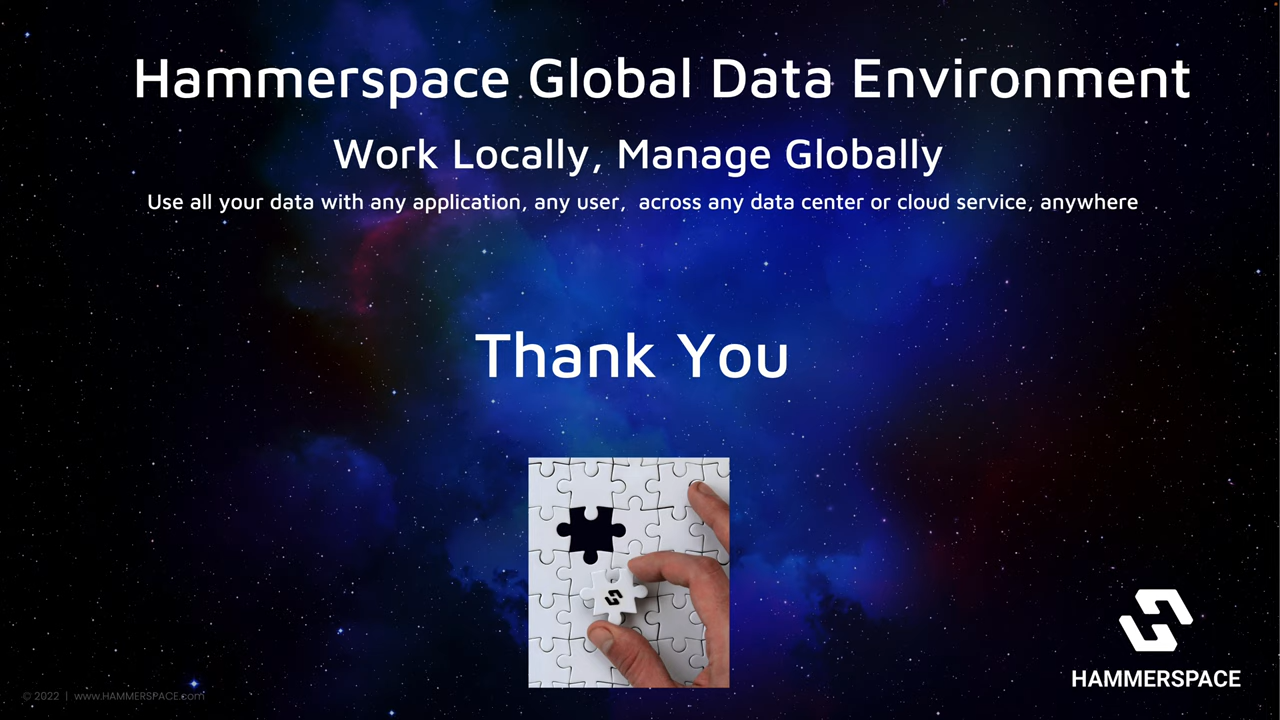 Hammerspace Global Data Environment
Work Locally, Manage Globally
Use all your data with any application, any user, across any data center or cloud service, anywhere
Thank You
HAMMERSPACE
© 2022 | www.HAMMERSPACE.com